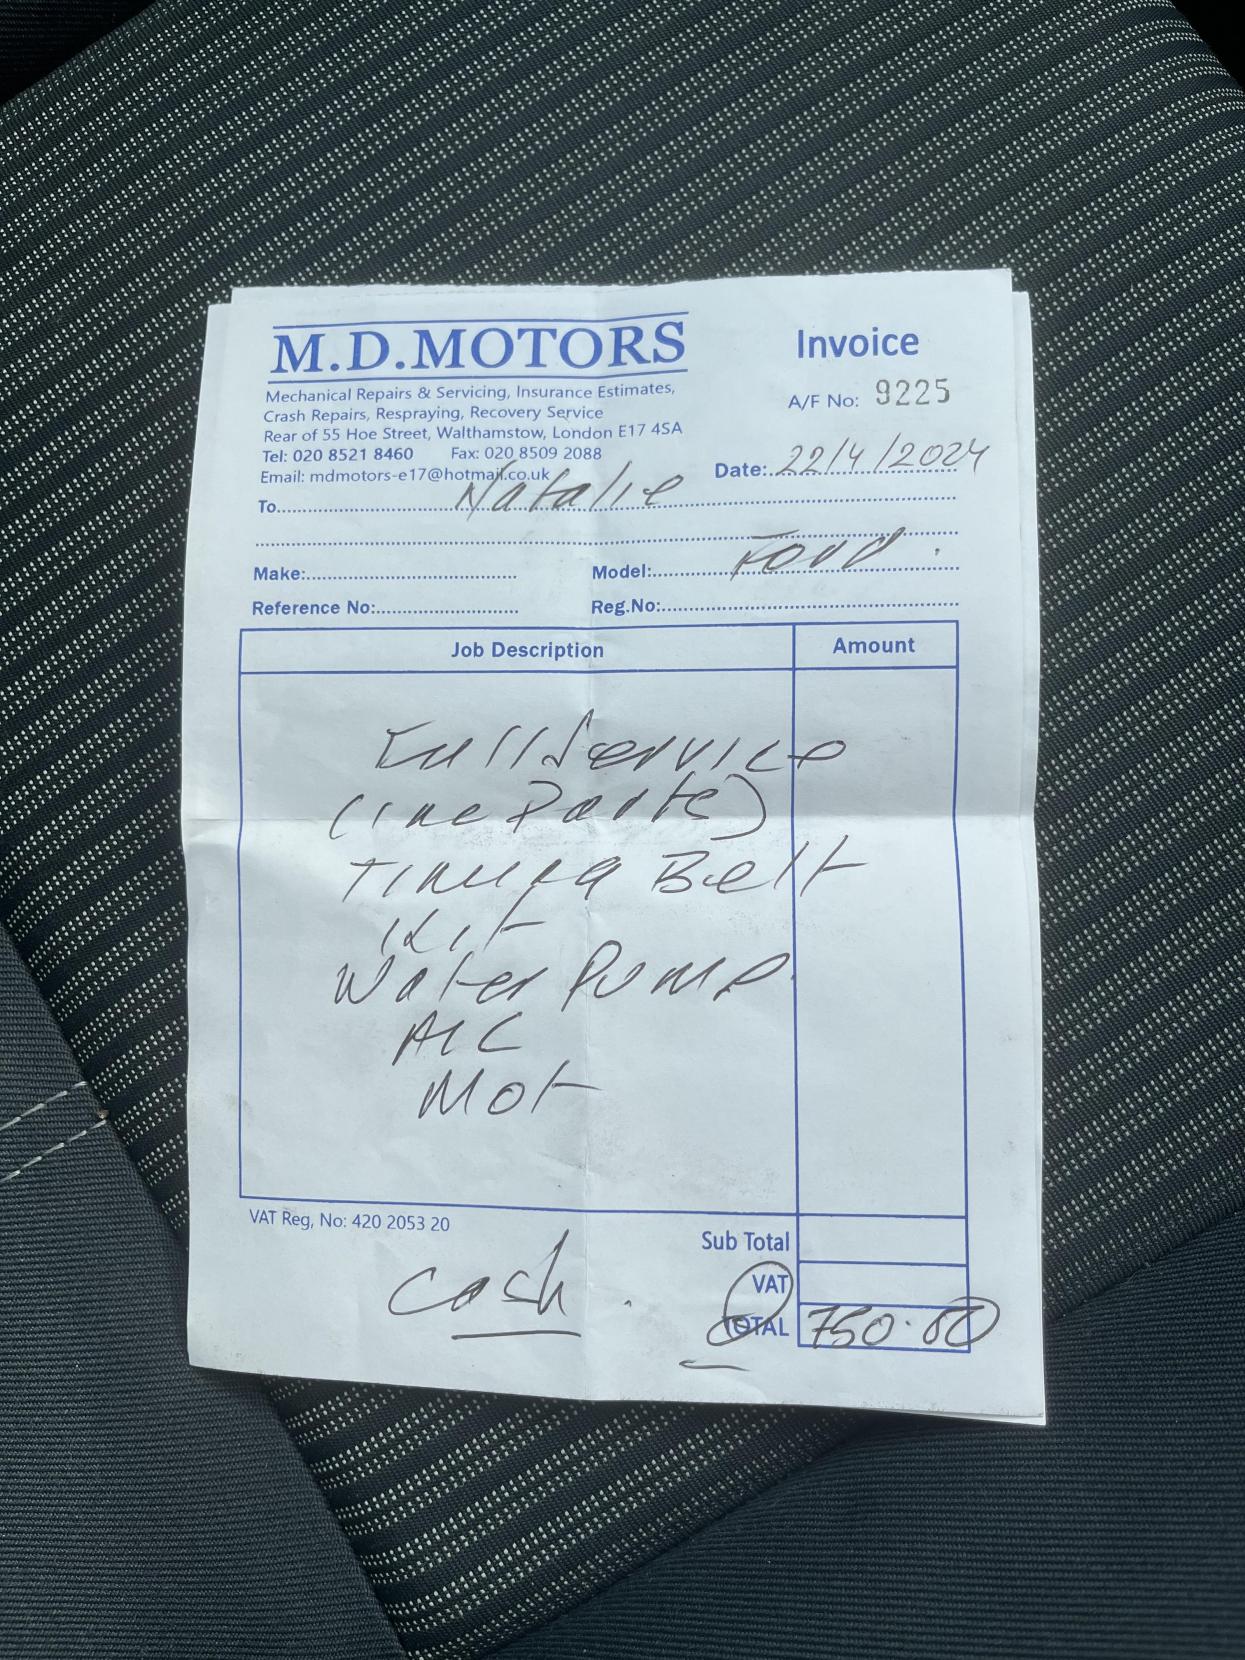 M.D.MOTORS
Invoice
Mechanical Repairs & Servicing, Insurance Estimates,
Crash Repairs, Respraying, Recovery Service
A/F No: 9225
Rear of 55 Hoe Street, Walthamstow, London E17 4SA
Tel: 020 8521 8460 Fax: 020 8509 2088
Email: mdmotors-e17@hotmail.co.uk
Date: 22/4/2024
To Natalie
Make: Model: Ford
Reference No: Reg.No:
Job Description Amount
Full Service
(inc Parts)
Timing Belt
Kit
Water Pump
A/C
Mot
VAT Reg, No: 420 2053 20
Sub Total
Cash
VAT
TOTAL 750.00